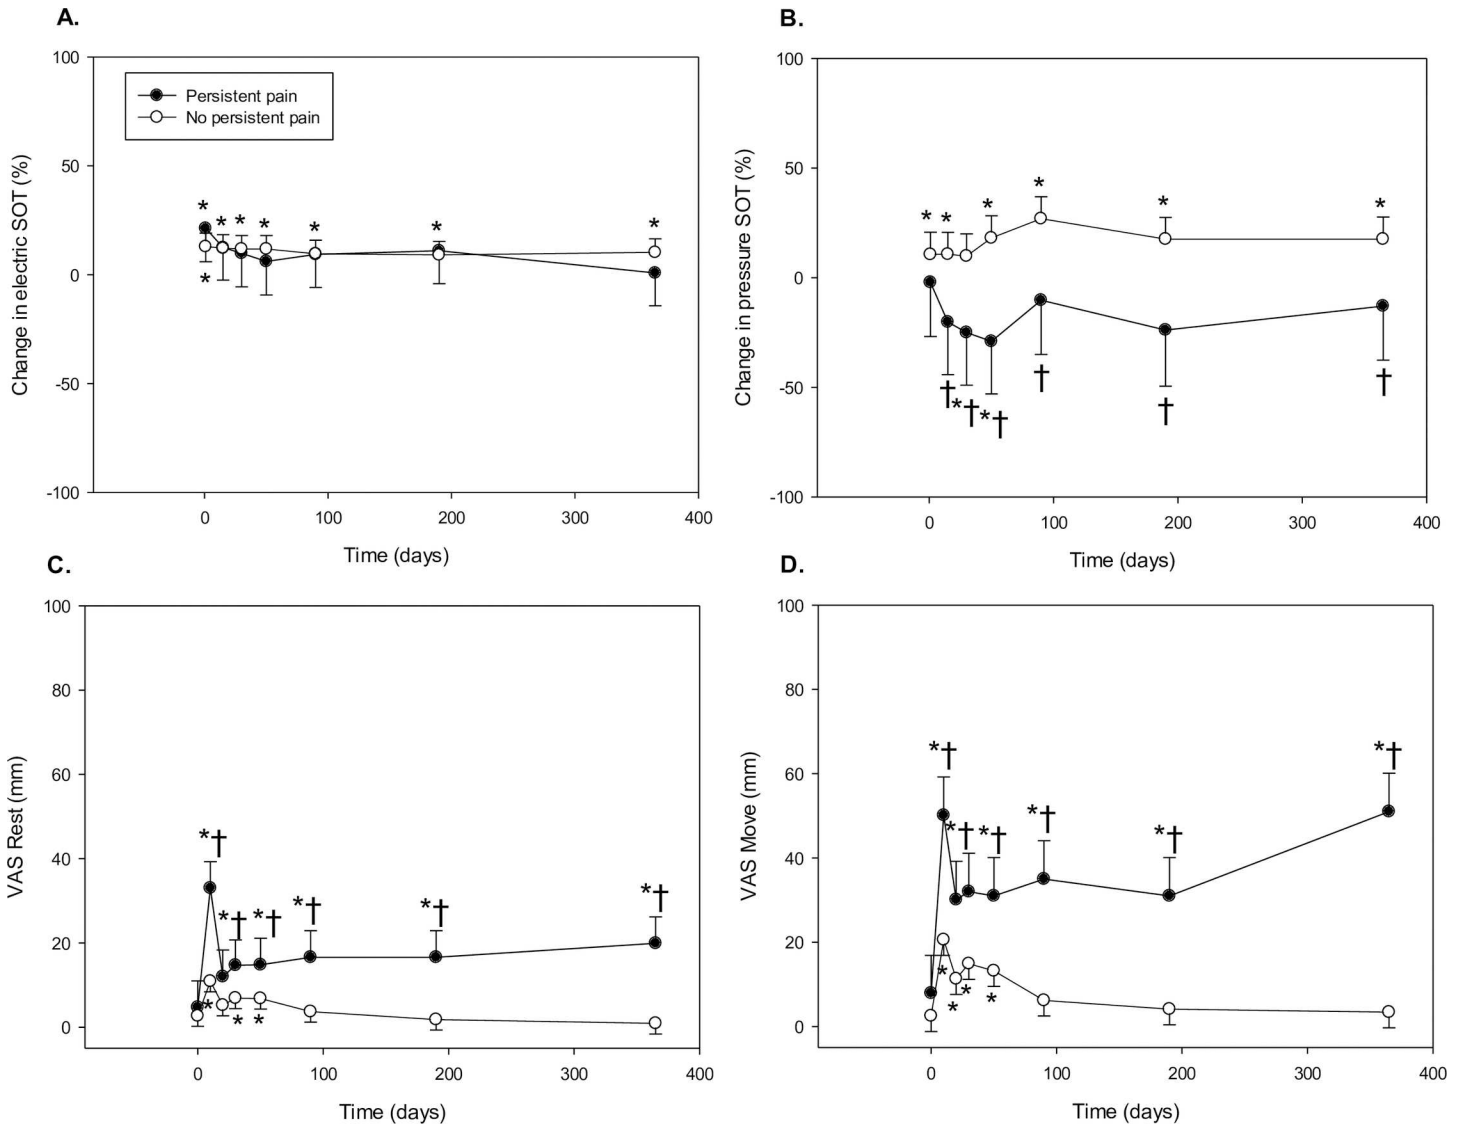 A.
100
50
0
-50
-100
Change in electric SOT (%)
Persistent pain
No persistent pain
* * * * * * *
*
0 100 200 300 400
Time (days)
B.
100
50
0
-50
-100
Change in pressure SOT (%)
* * * * * *
† *† *† † † †
0 100 200 300 400
Time (days)
C.
100
80
60
40
20
0
VAS Rest (mm)
*† *† *† *† *† *†
* * *
0 100 200 300 400
Time (days)
D.
100
80
60
40
20
0
VAS Move (mm)
*† *† *† *† *† *†
* * * *
0 100 200 300 400
Time (days)